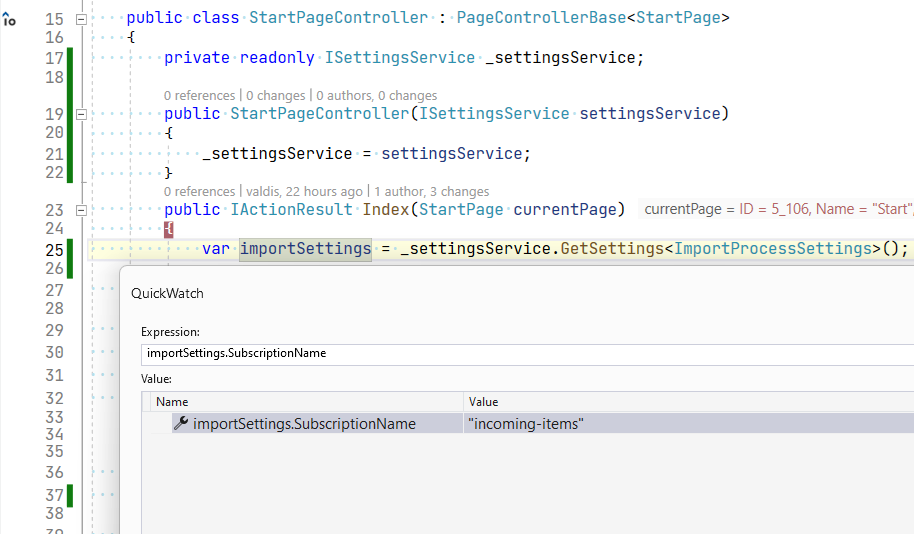 15 public class StartPageController : PageControllerBase<StartPage>
16 {
17 private readonly ISettingsService _settingsService;
18
0 references | 0 changes | 0 authors, 0 changes
19 public StartPageController(ISettingsService settingsService)
20 {
21 _settingsService = settingsService;
22 }
0 references | valdis, 22 hours ago | 1 author, 3 changes
23 public IActionResult Index(StartPage currentPage) currentPage = ID = 5_106, Name = "Start",
24 {
25 var importSettings = _settingsService.GetSettings<ImportProcessSettings>();
26
27
28
29
30
31
32
33
34
35
36
37
38
QuickWatch
Expression:
importSettings.SubscriptionName
Value:
Name Value
importSettings.SubscriptionName "incoming-items"